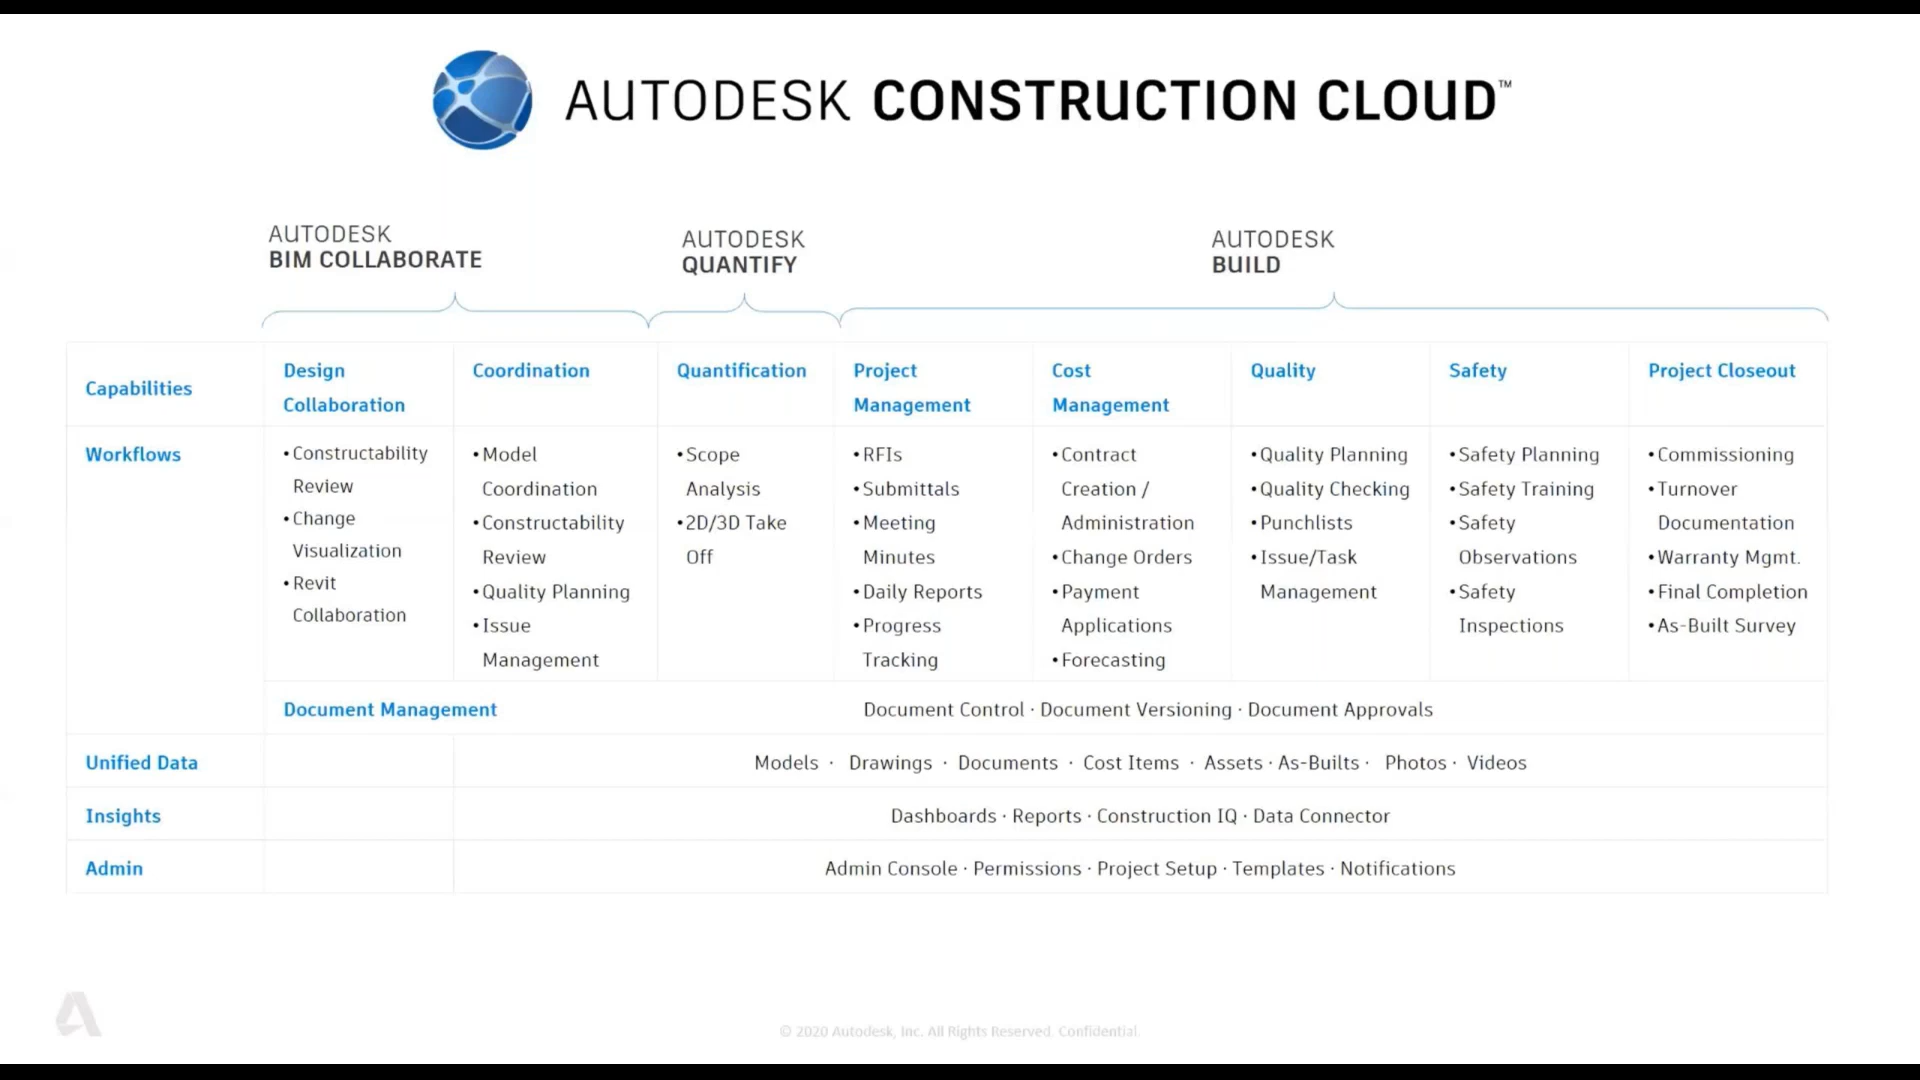 AUTODESK CONSTRUCTION CLOUD™
AUTODESK
BIM COLLABORATE
AUTODESK
QUANTIFY
AUTODESK
BUILD
Capabilities
Design
Collaboration
Coordination
Quantification
Project
Management
Cost
Management
Quality
Safety
Project Closeout
Workflows
•Constructability
Review
•Change
Visualization
•Revit
Collaboration
•Model
Coordination
•Constructability
Review
•Quality Planning
•Issue
Management
•Scope
Analysis
•2D/3D Take
Off
•RFIs
•Submittals
•Meeting
Minutes
•Daily Reports
•Progress
Tracking
•Contract
Creation /
Administration
•Change Orders
•Payment
Applications
•Forecasting
•Quality Planning
•Quality Checking
•Punchlists
•Issue/Task
Management
•Safety Planning
•Safety Training
•Safety
Observations
•Safety
Inspections
•Commissioning
•Turnover
Documentation
•Warranty Mgmt.
•Final Completion
•As-Built Survey
Document Management
Document Control · Document Versioning · Document Approvals
Unified Data
Models · Drawings · Documents · Cost Items · Assets · As-Builts · Photos · Videos
Insights
Dashboards · Reports · Construction IQ · Data Connector
Admin
Admin Console · Permissions · Project Setup · Templates · Notifications
© 2020 Autodesk, Inc. All Rights Reserved. Confidential.